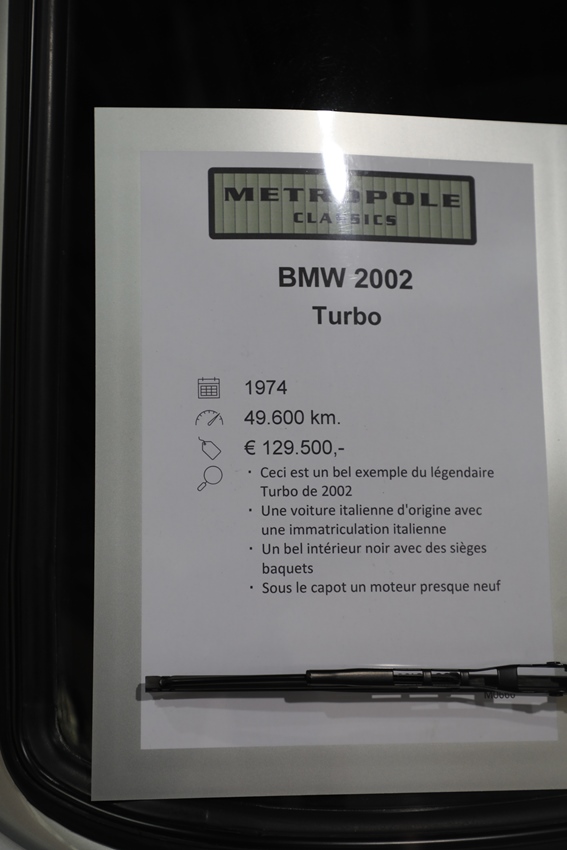 METROPOLE
CLASSICS
BMW 2002
Turbo
1974
49.600 km.
€ 129.500,-
· Ceci est un bel exemple du légendaire
Turbo de 2002
· Une voiture italienne d'origine avec
une immatriculation italienne
· Un bel intérieur noir avec des sièges
baquets
· Sous le capot un moteur presque neuf